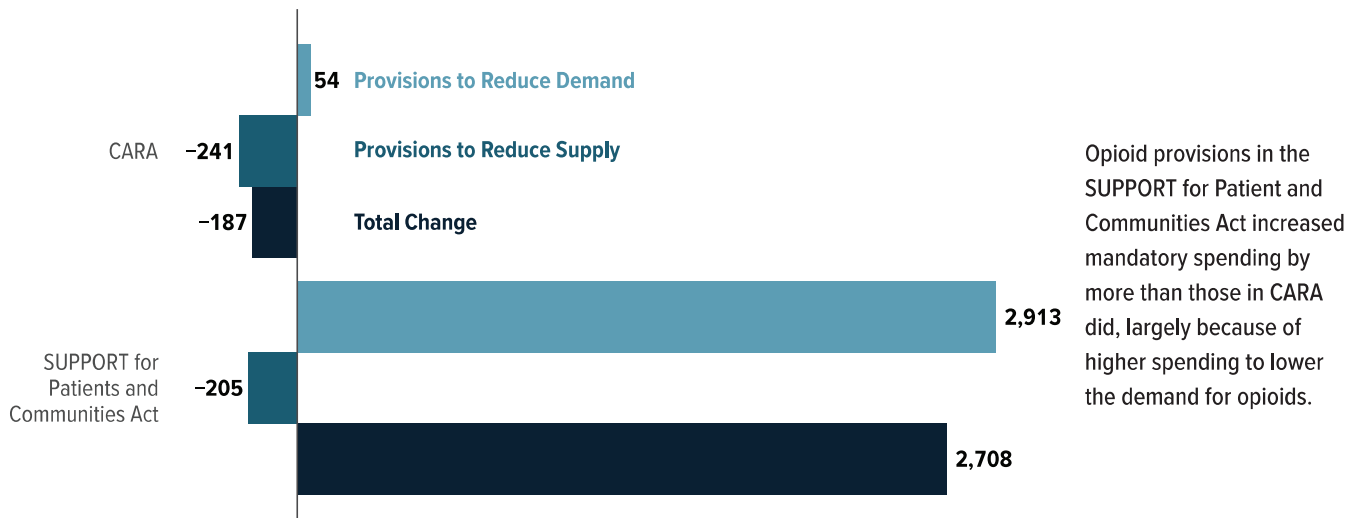 54 Provisions to Reduce Demand
CARA −241 Provisions to Reduce Supply
−187 Total Change
2,913
SUPPORT for
Patients and
Communities Act
−205
2,708
Opioid provisions in the
SUPPORT for Patient and
Communities Act increased
mandatory spending by
more than those in CARA
did, largely because of
higher spending to lower
the demand for opioids.